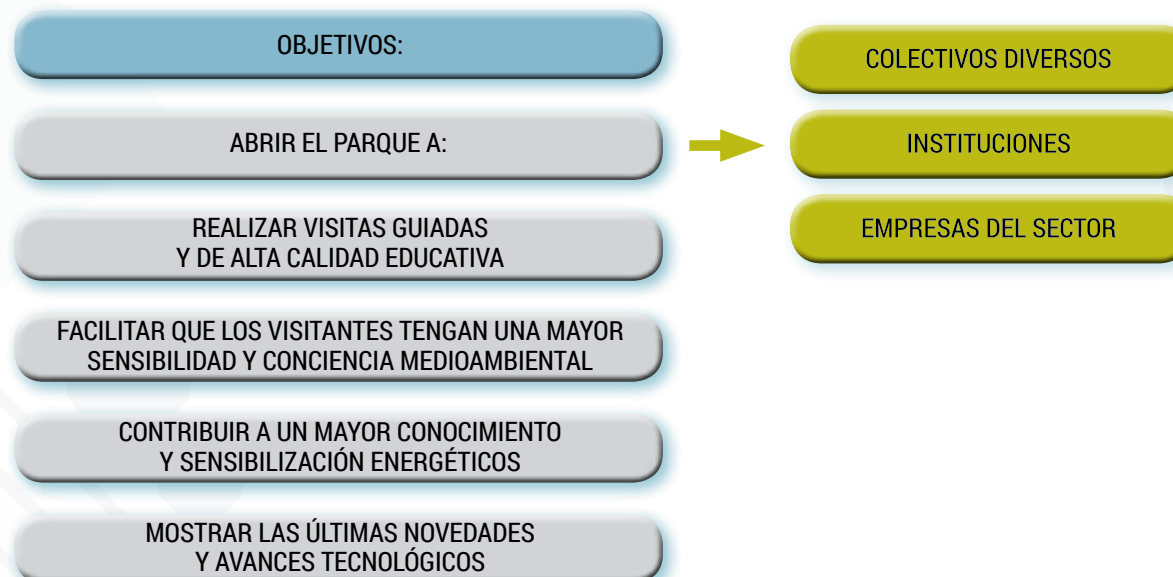 OBJETIVOS:
ABRIR EL PARQUE A:
COLECTIVOS DIVERSOS
INSTITUCIONES
EMPRESAS DEL SECTOR
REALIZAR VISITAS GUIADAS
Y DE ALTA CALIDAD EDUCATIVA
FACILITAR QUE LOS VISITANTES TENGAN UNA MAYOR
SENSIBILIDAD Y CONCIENCIA MEDIOAMBIENTAL
CONTRIBUIR A UN MAYOR CONOCIMIENTO
Y SENSIBILIZACIÓN ENERGÉTICOS
MOSTRAR LAS ÚLTIMAS NOVEDADES
Y AVANCES TECNOLÓGICOS